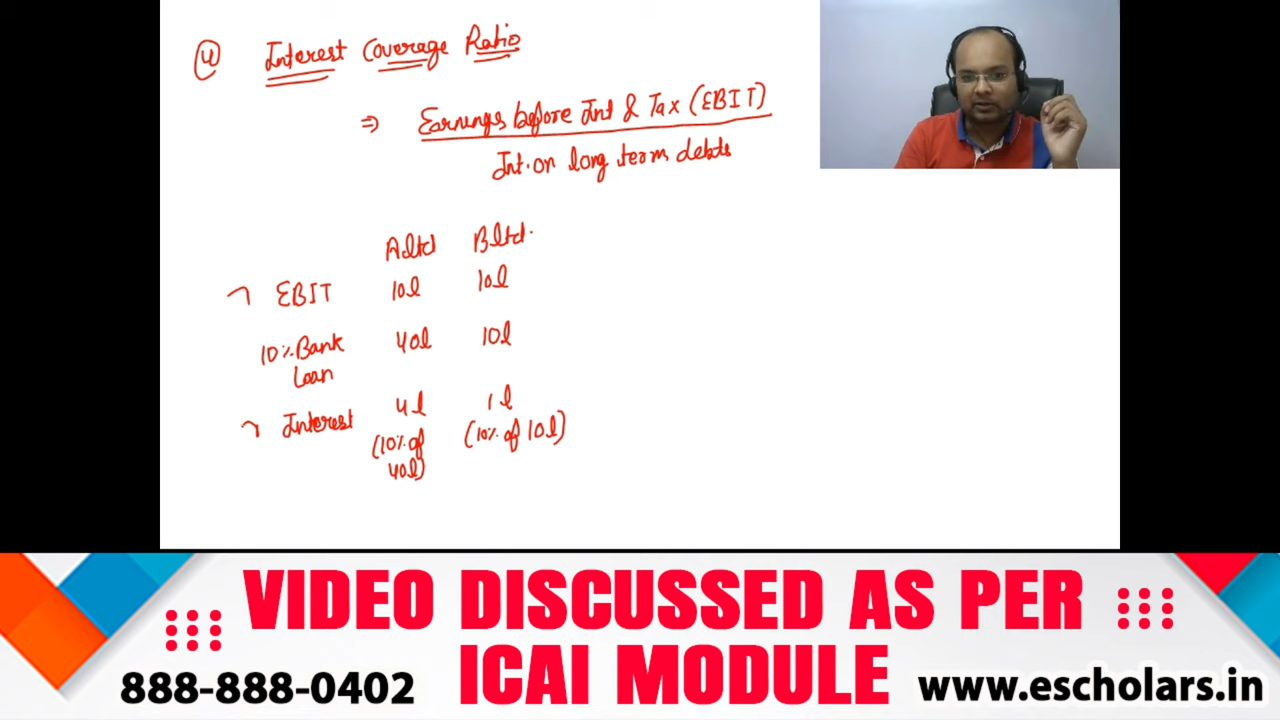 4 Interest Coverage Ratio
⇒ Earnings before Int & Tax (EBIT)
Int. on long term debts
A ltd B ltd.
EBIT 10l 10l
10% Bank Loan 40l 10l
Interest 4l 1l
(10% of 40l) (10% of 10l)
VIDEO DISCUSSED AS PER
ICAI MODULE
888-888-0402
www.escholars.in